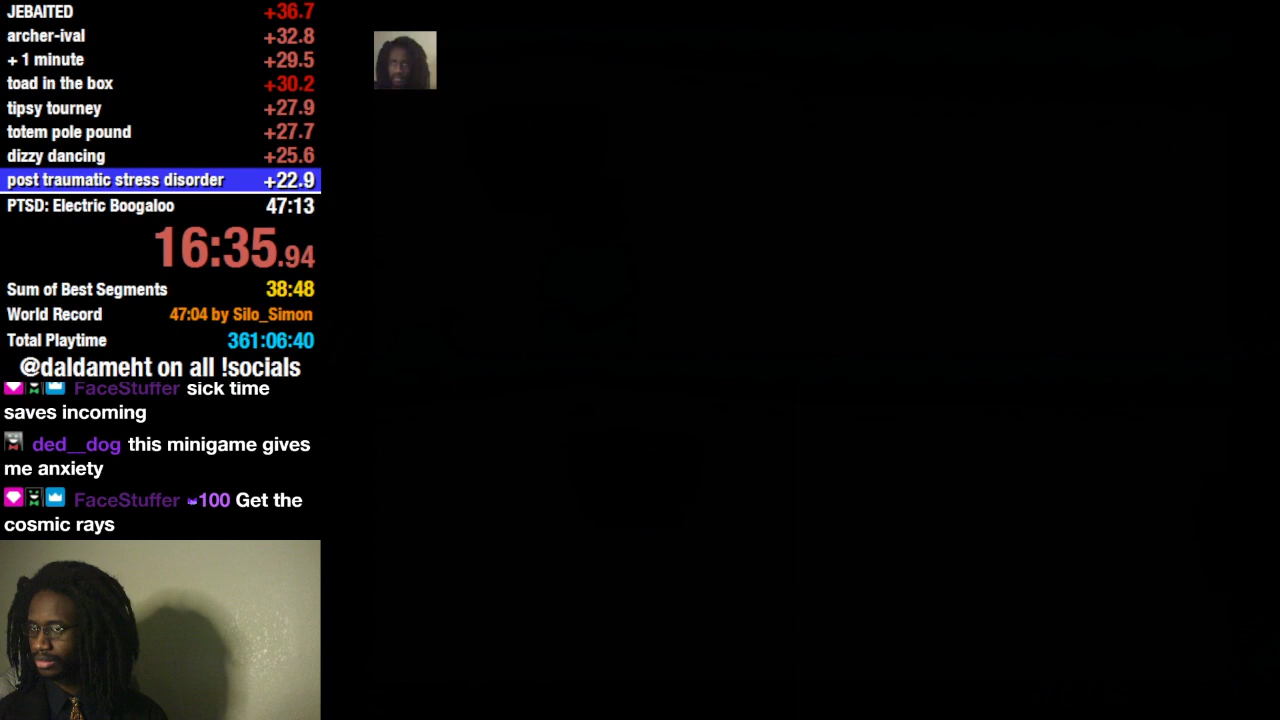 JEBAITED +36.7
archer-ival +32.8
+ 1 minute +29.5
toad in the box +30.2
tipsy tourney +27.9
totem pole pound +27.7
dizzy dancing +25.6
post traumatic stress disorder +22.9
PTSD: Electric Boogaloo 47:13
16:35.94
Sum of Best Segments 38:48
World Record 47:04 by Silo_Simon
Total Playtime 361:06:40
@daldameht on all !socials
FaceStuffer sick time
saves incoming
ded__dog this minigame gives
me anxiety
FaceStuffer 100 Get the
cosmic rays